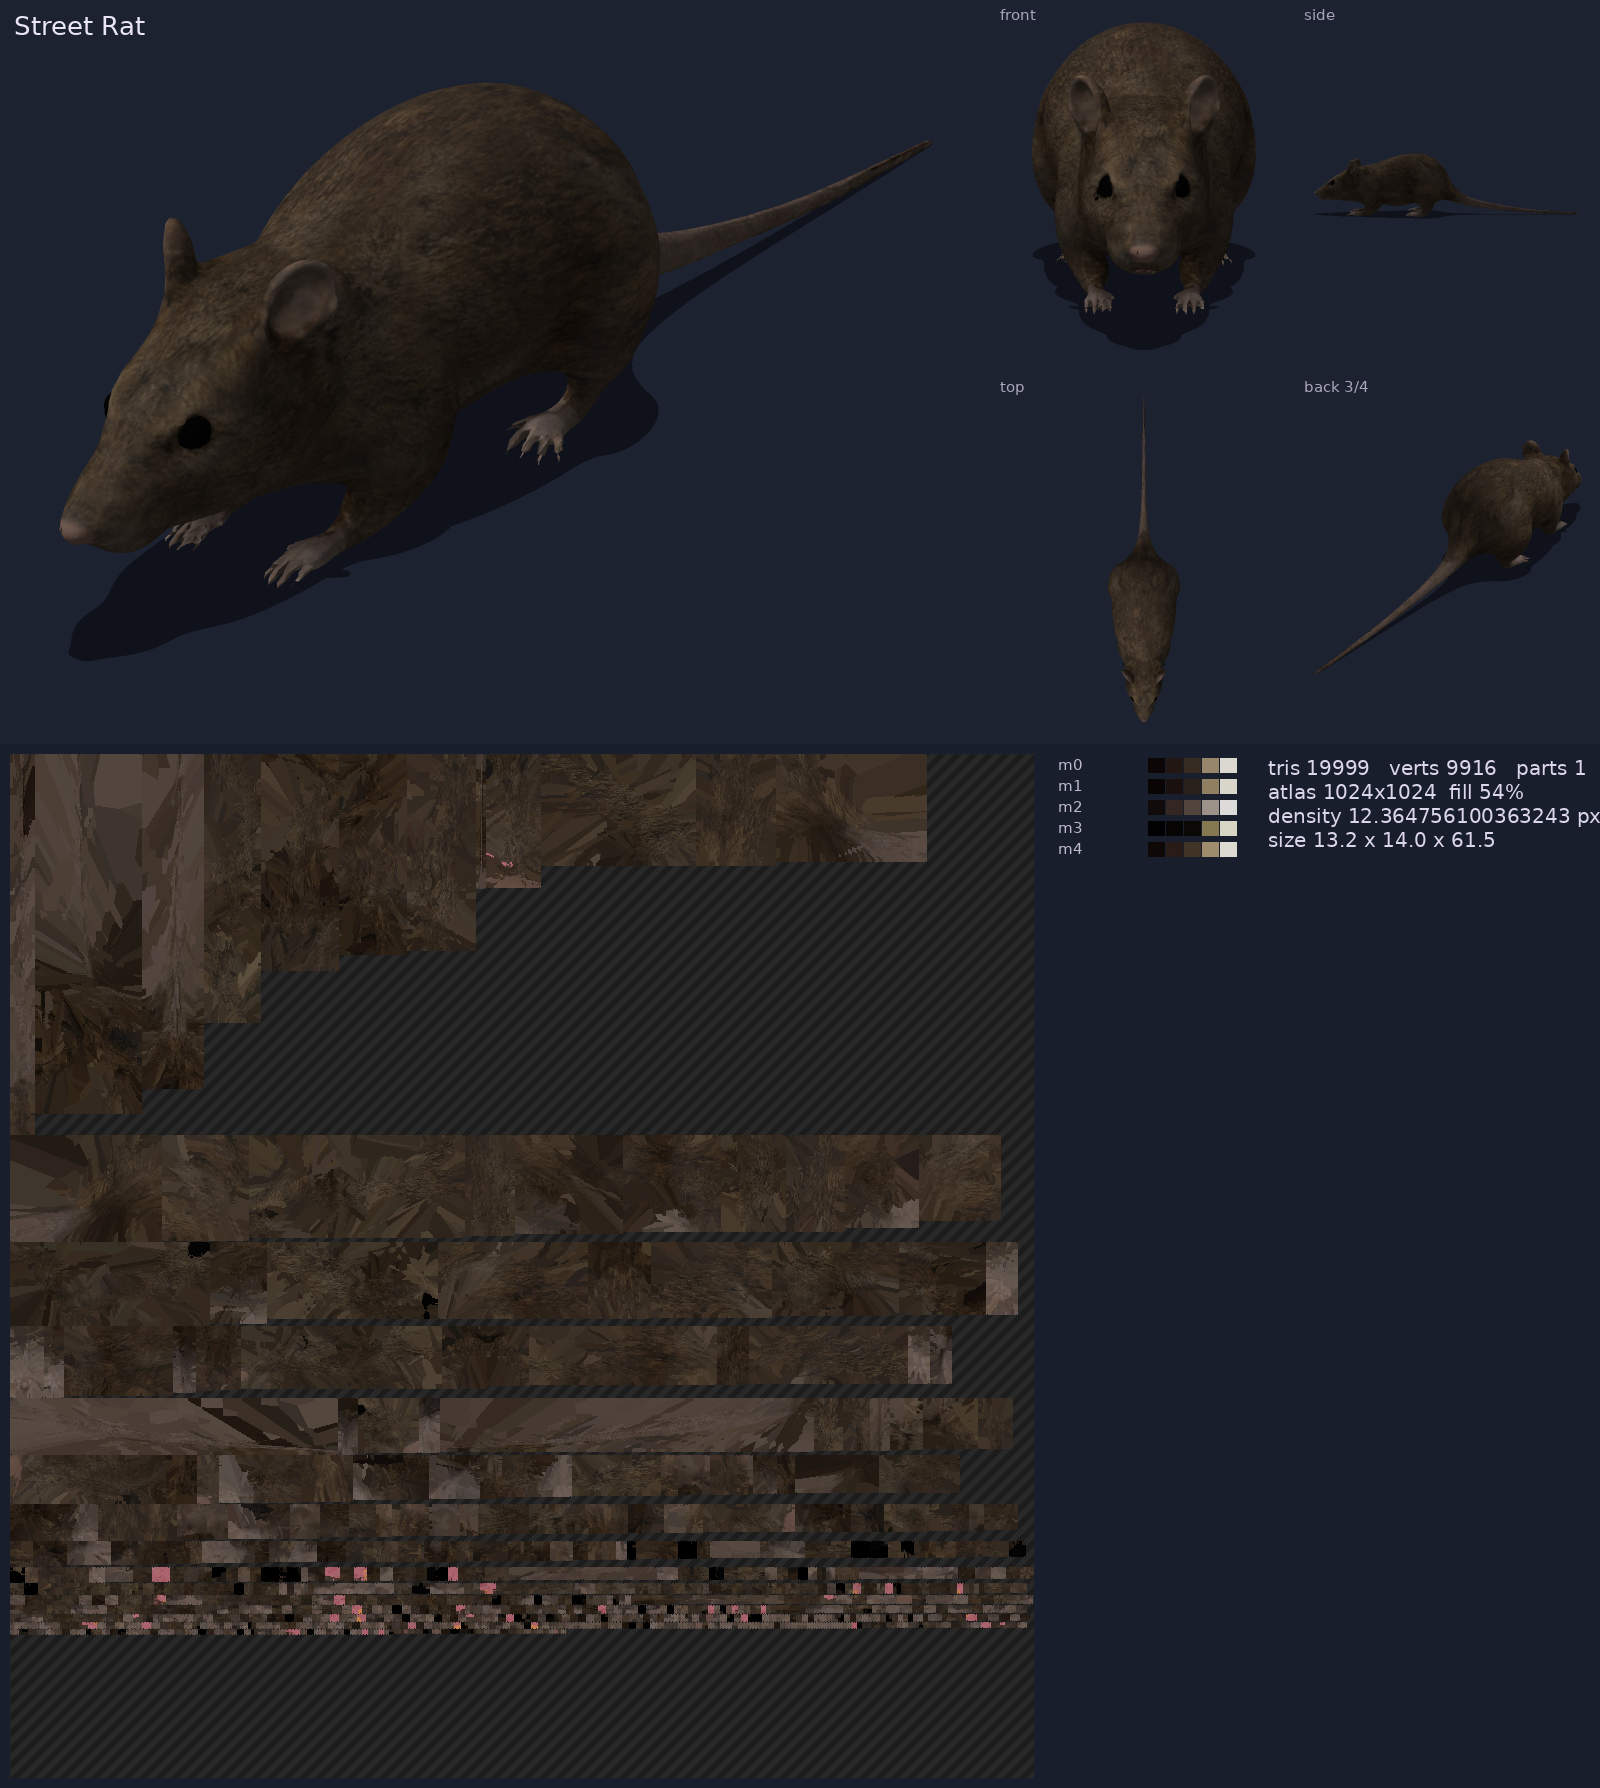 Street Rat
front
side
top
back 3/4
m0
m1
m2
m3
m4
tris 19999 verts 9916 parts 1
atlas 1024x1024 fill 54%
density 12.364756100363243 px
size 13.2 x 14.0 x 61.5